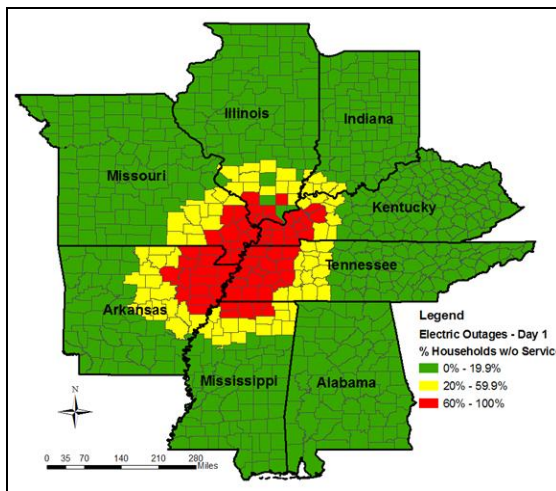 Illinois
Indiana
Missouri
Kentucky
Tennessee
Arkansas
Mississippi
Alabama
Legend
Electric Outages - Day 1
% Households w/o Service
0% - 19.9%
20% - 59.9%
60% - 100%
N
0 35 70 140 210 280
Miles